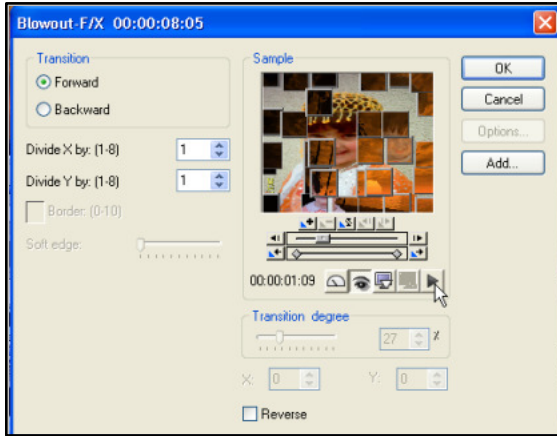 Blowout-F/X 00:00:08:05
Transition
Forward
Backward
Divide X by: (1-8) 1
Divide Y by: (1-8) 1
Border: (0-10)
Soft edge:
Sample
00:00:01:09
Transition degree
27 %
X: 0 Y: 0
Reverse
OK
Cancel
Options...
Add...